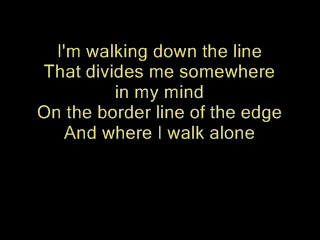 I'm walking down the line
That divides me somewhere
in my mind
On the border line of the edge
And where I walk alone